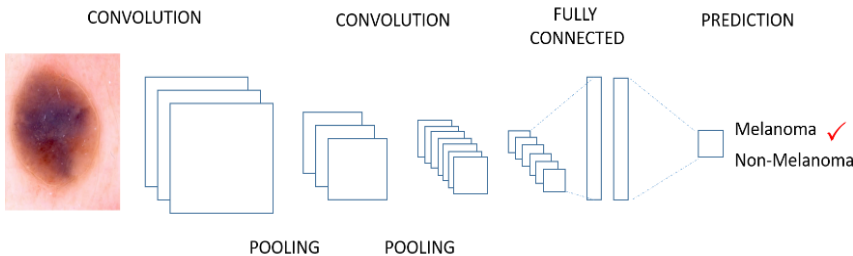 CONVOLUTION
CONVOLUTION
FULLY
CONNECTED
PREDICTION
Melanoma
Non-Melanoma
POOLING
POOLING